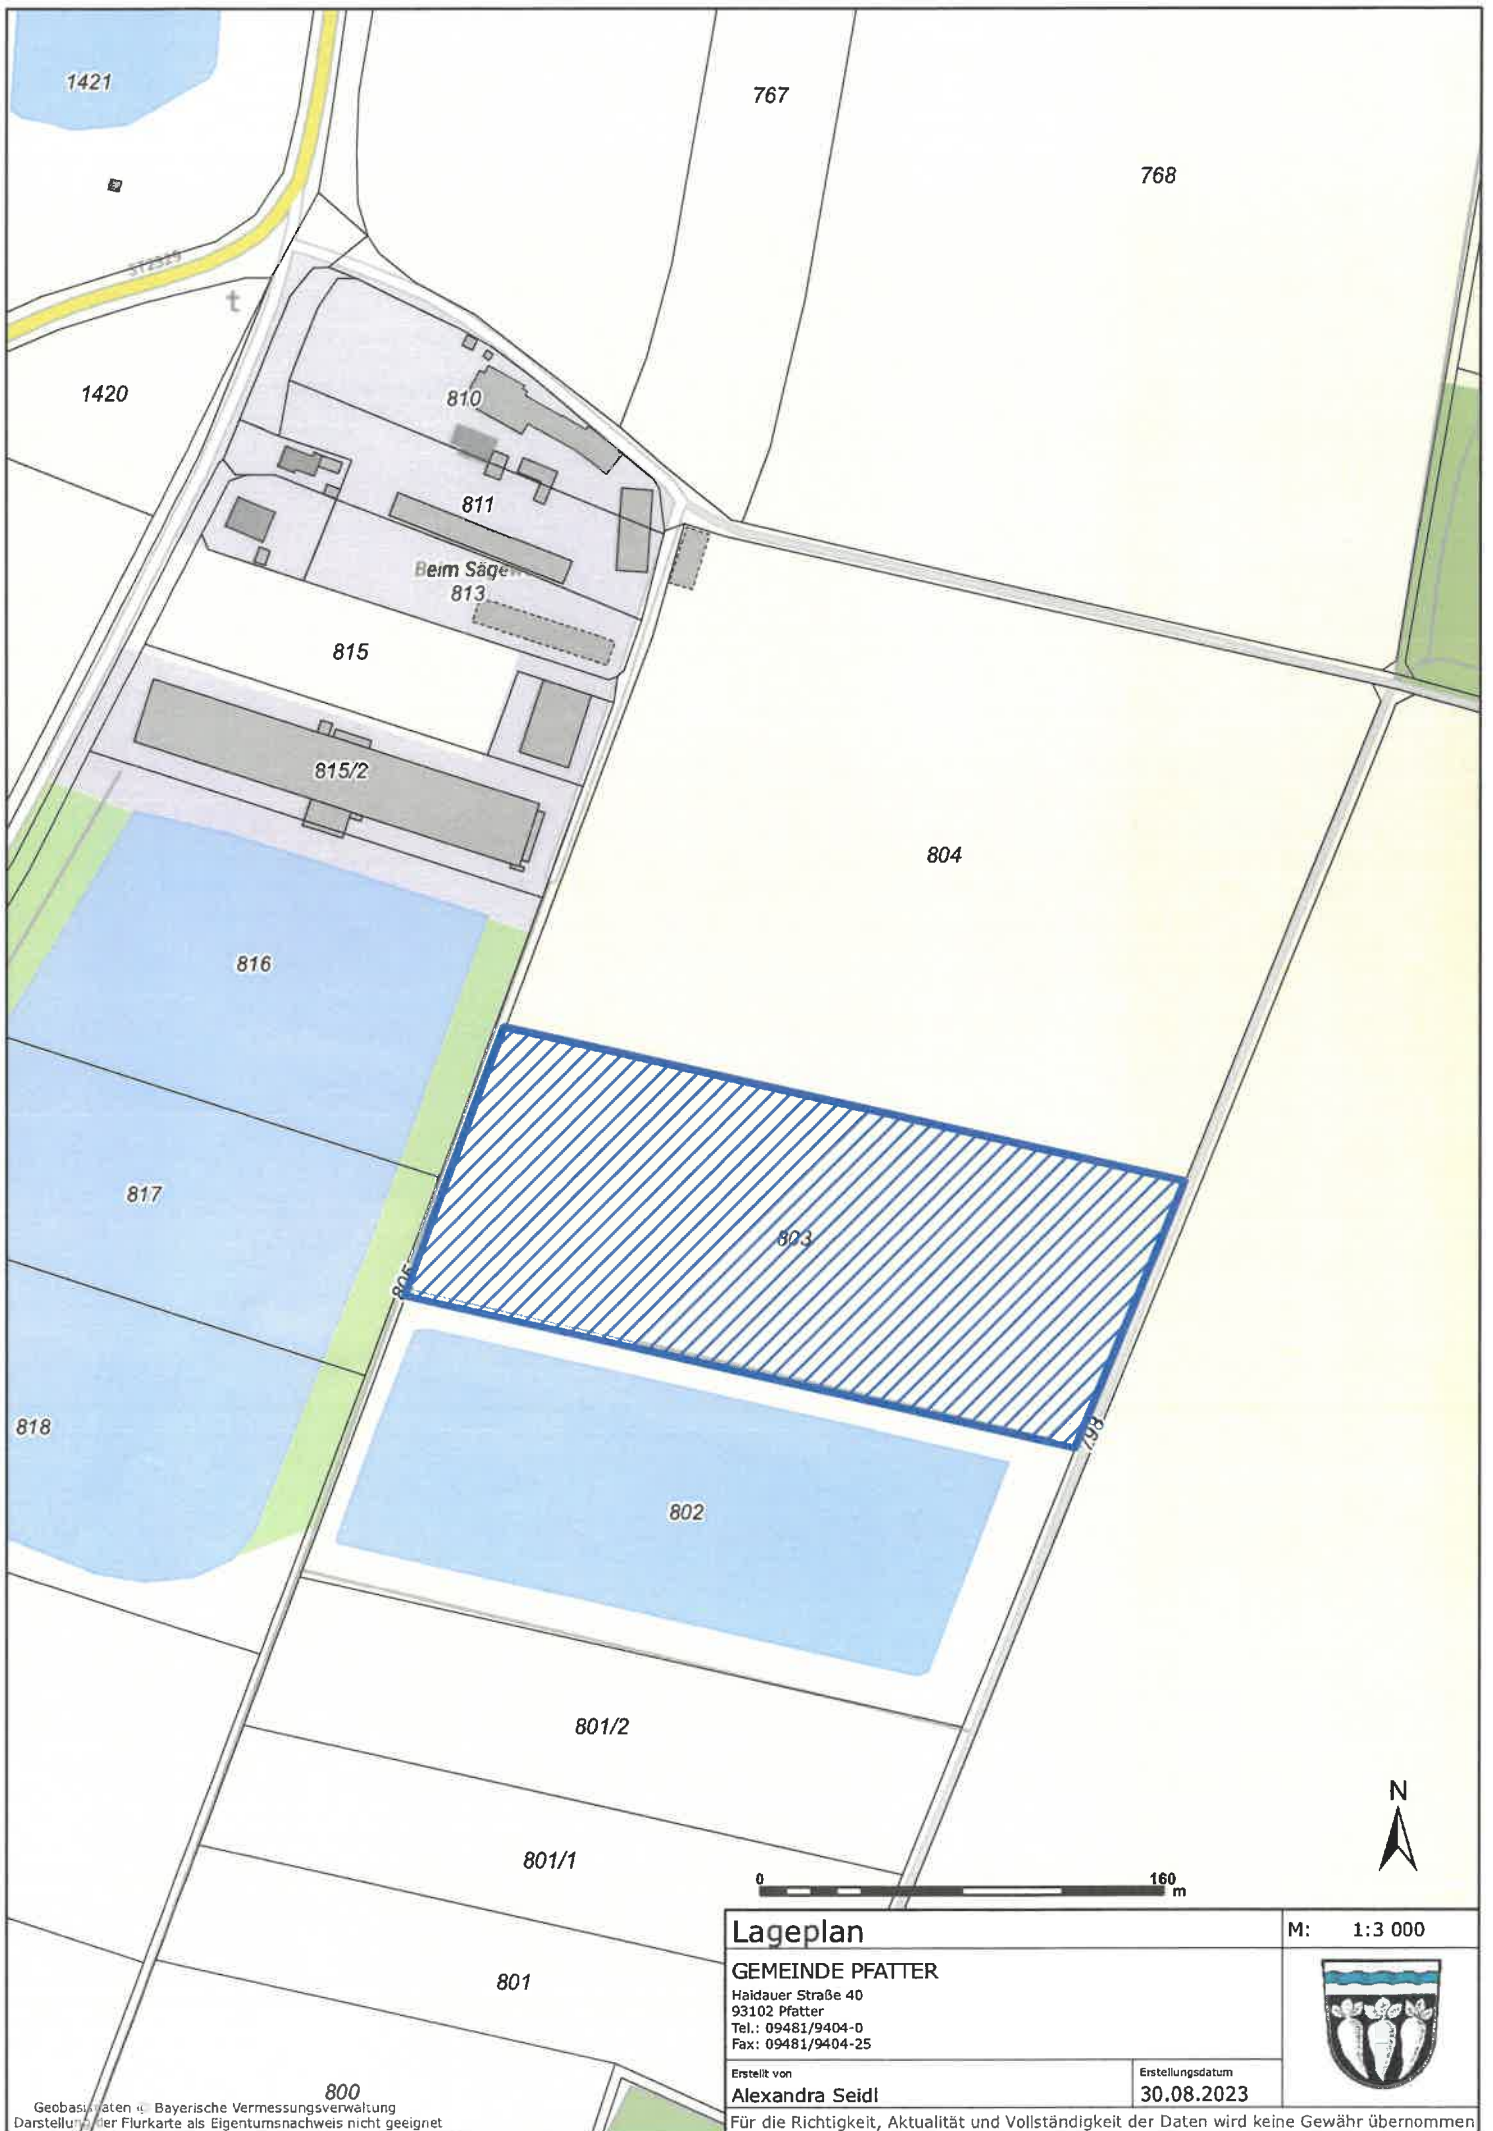 1421
767
768
ST2329
t
1420
810
811
Beim
813
815
815/2
804
816
817
803
805
818
798
802
801/2
N
801/1
0 160
m
Lageplan
M: 1:3 000
GEMEINDE PFATTER
801
Haidauer Straße 40
93102 Pfatter
Tel.: 09481/9404-0
Fax: 09481/9404-25
Erstellt von
Alexandra Seidl
Erstellungsdatum
30.08.2023
800
© Bayerische Vermessungsverwaltung
der Flurkarte als Eigentumsnachweis nicht geeignet
Für die Richtigkeit, Aktualität und Vollständigkeit der Daten wird keine Gewähr übernommen